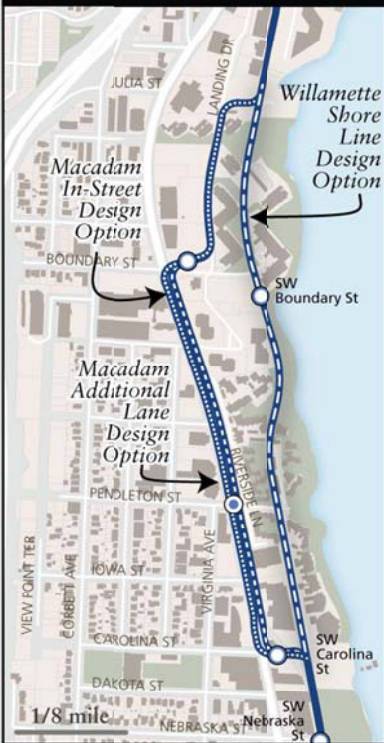 JULIA ST
LANDING DR
Willamette
Shore
Line
Design
Option
Macadam
In-Street
Design
Option
BOUNDARY ST
SW
Boundary St
Macadam
Additional
Lane
Design
Option
RIVERSIDE LN
PENDLETON ST
VIEW POINT TER
CORBETT AVE
VIRGINIA AVE
IOWA ST
CAROLINA ST
SW
Carolina
St
DAKOTA ST
1/8 mile
NEBRASKA ST
SW
Nebraska
St